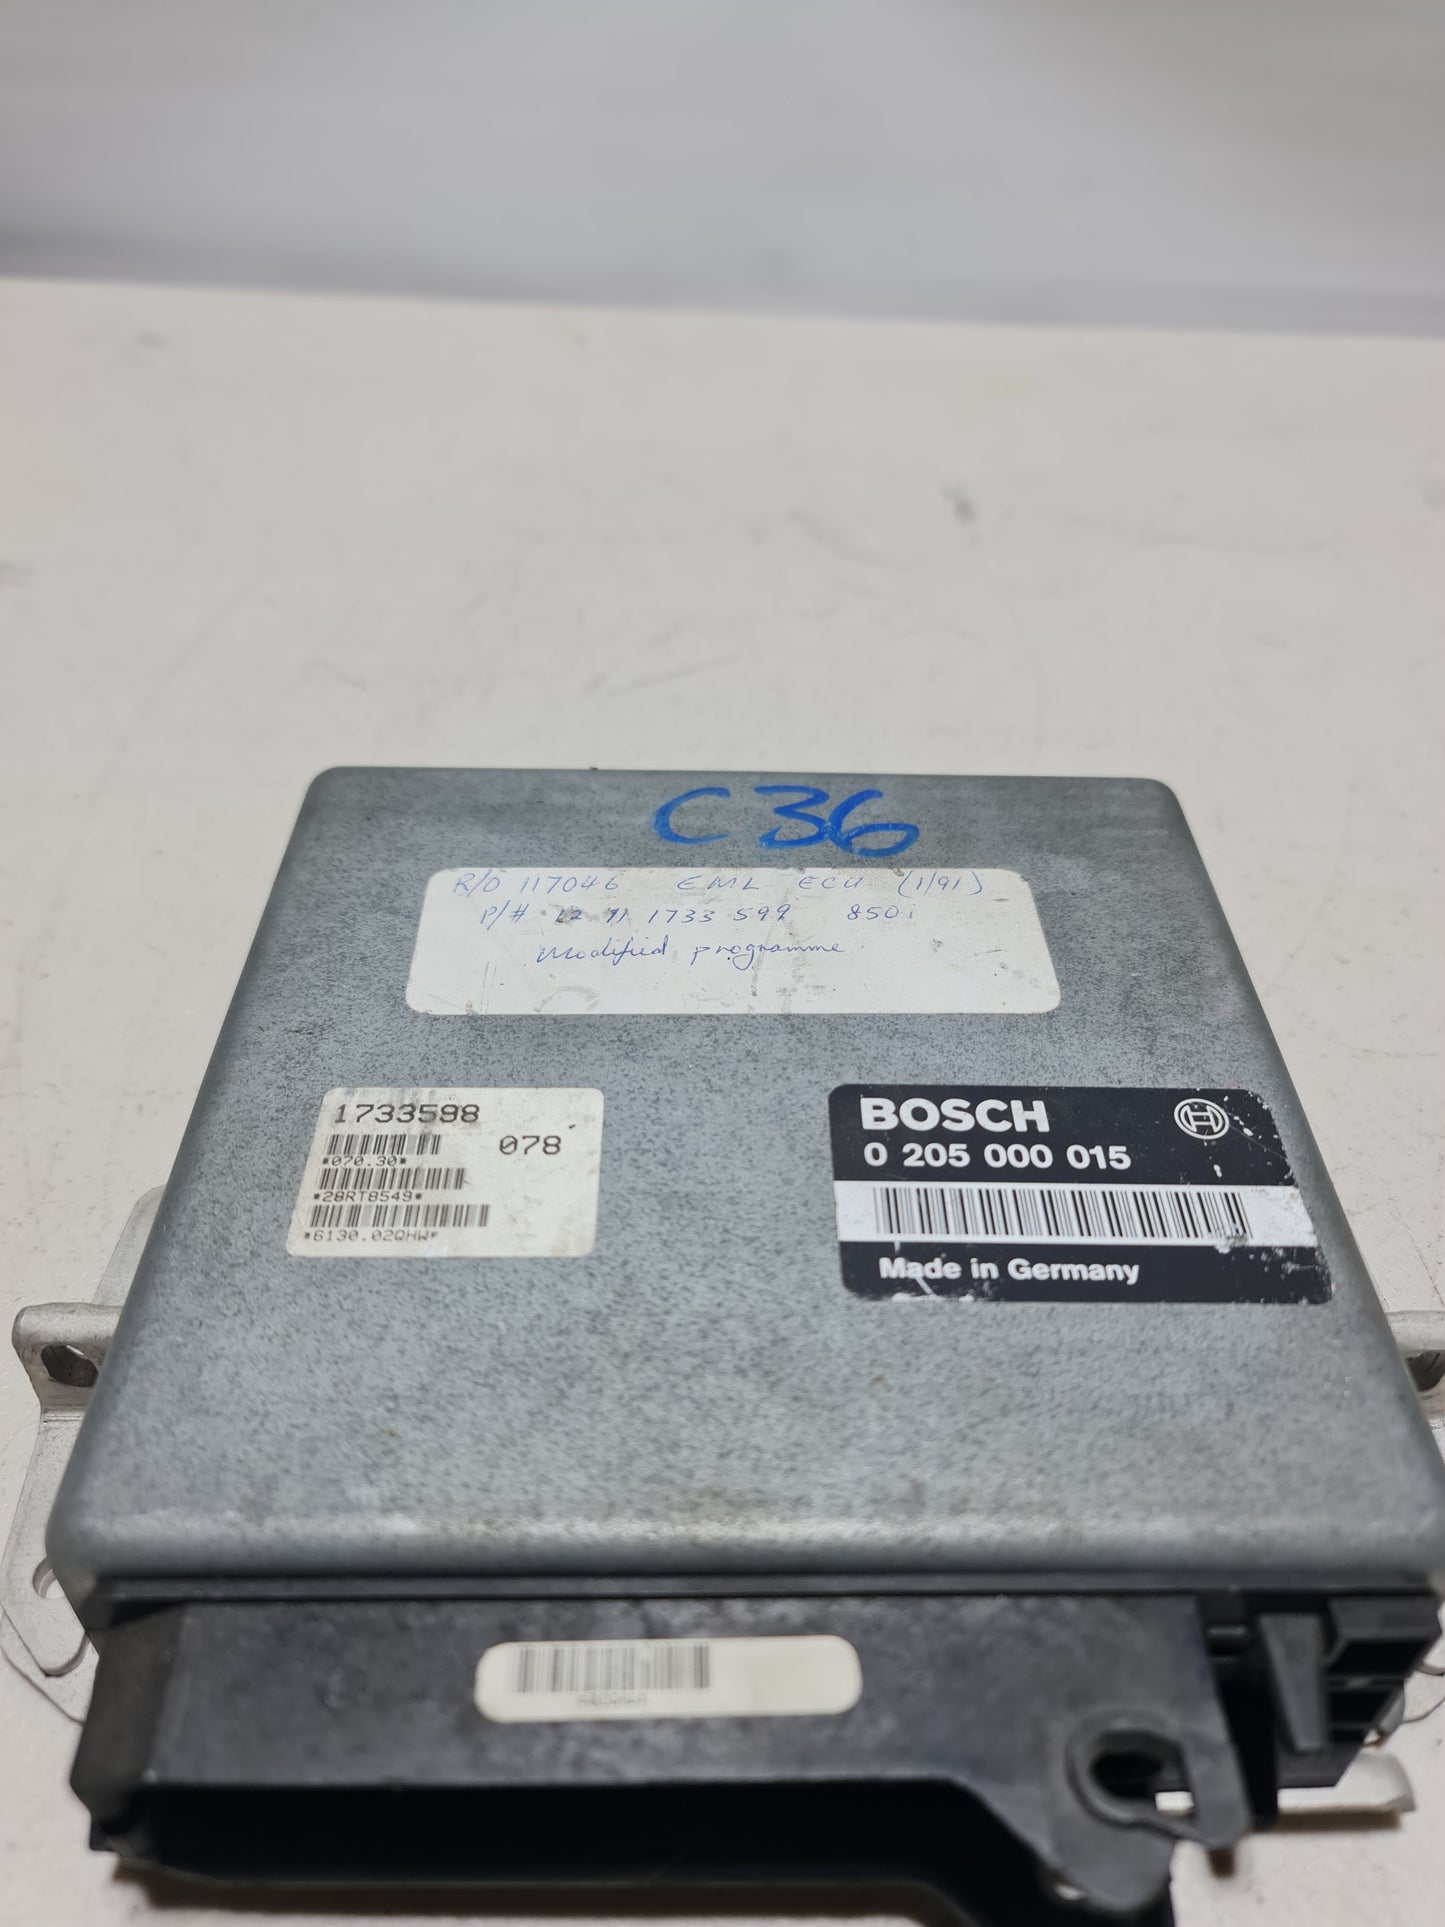 C36
R/O 117046 EML ECU (1/91)
P/# 12 71 1733 599 850i
Modified programme
1733598
078
*070.30*
*28RT8549*
*6130.02QHW*
BOSCH
0 205 000 015
Made in Germany